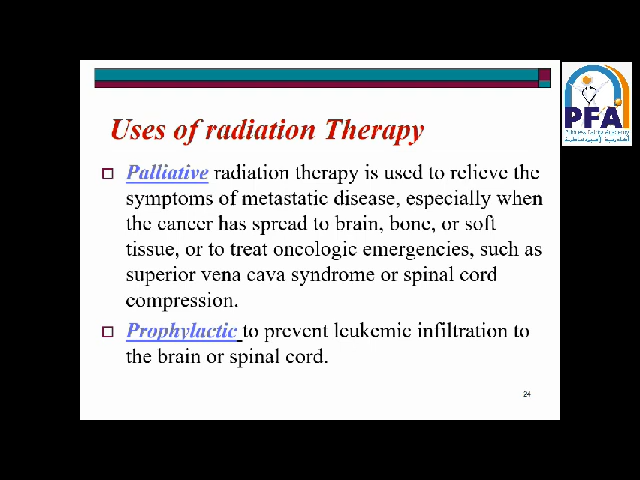 PFA
Uses of radiation Therapy
Palliative radiation therapy is used to relieve the
symptoms of metastatic disease, especially when
the cancer has spread to brain, bone, or soft
tissue, or to treat oncologic emergencies, such as
superior vena cava syndrome or spinal cord
compression.
Prophylactic to prevent leukemic infiltration to
the brain or spinal cord.
24